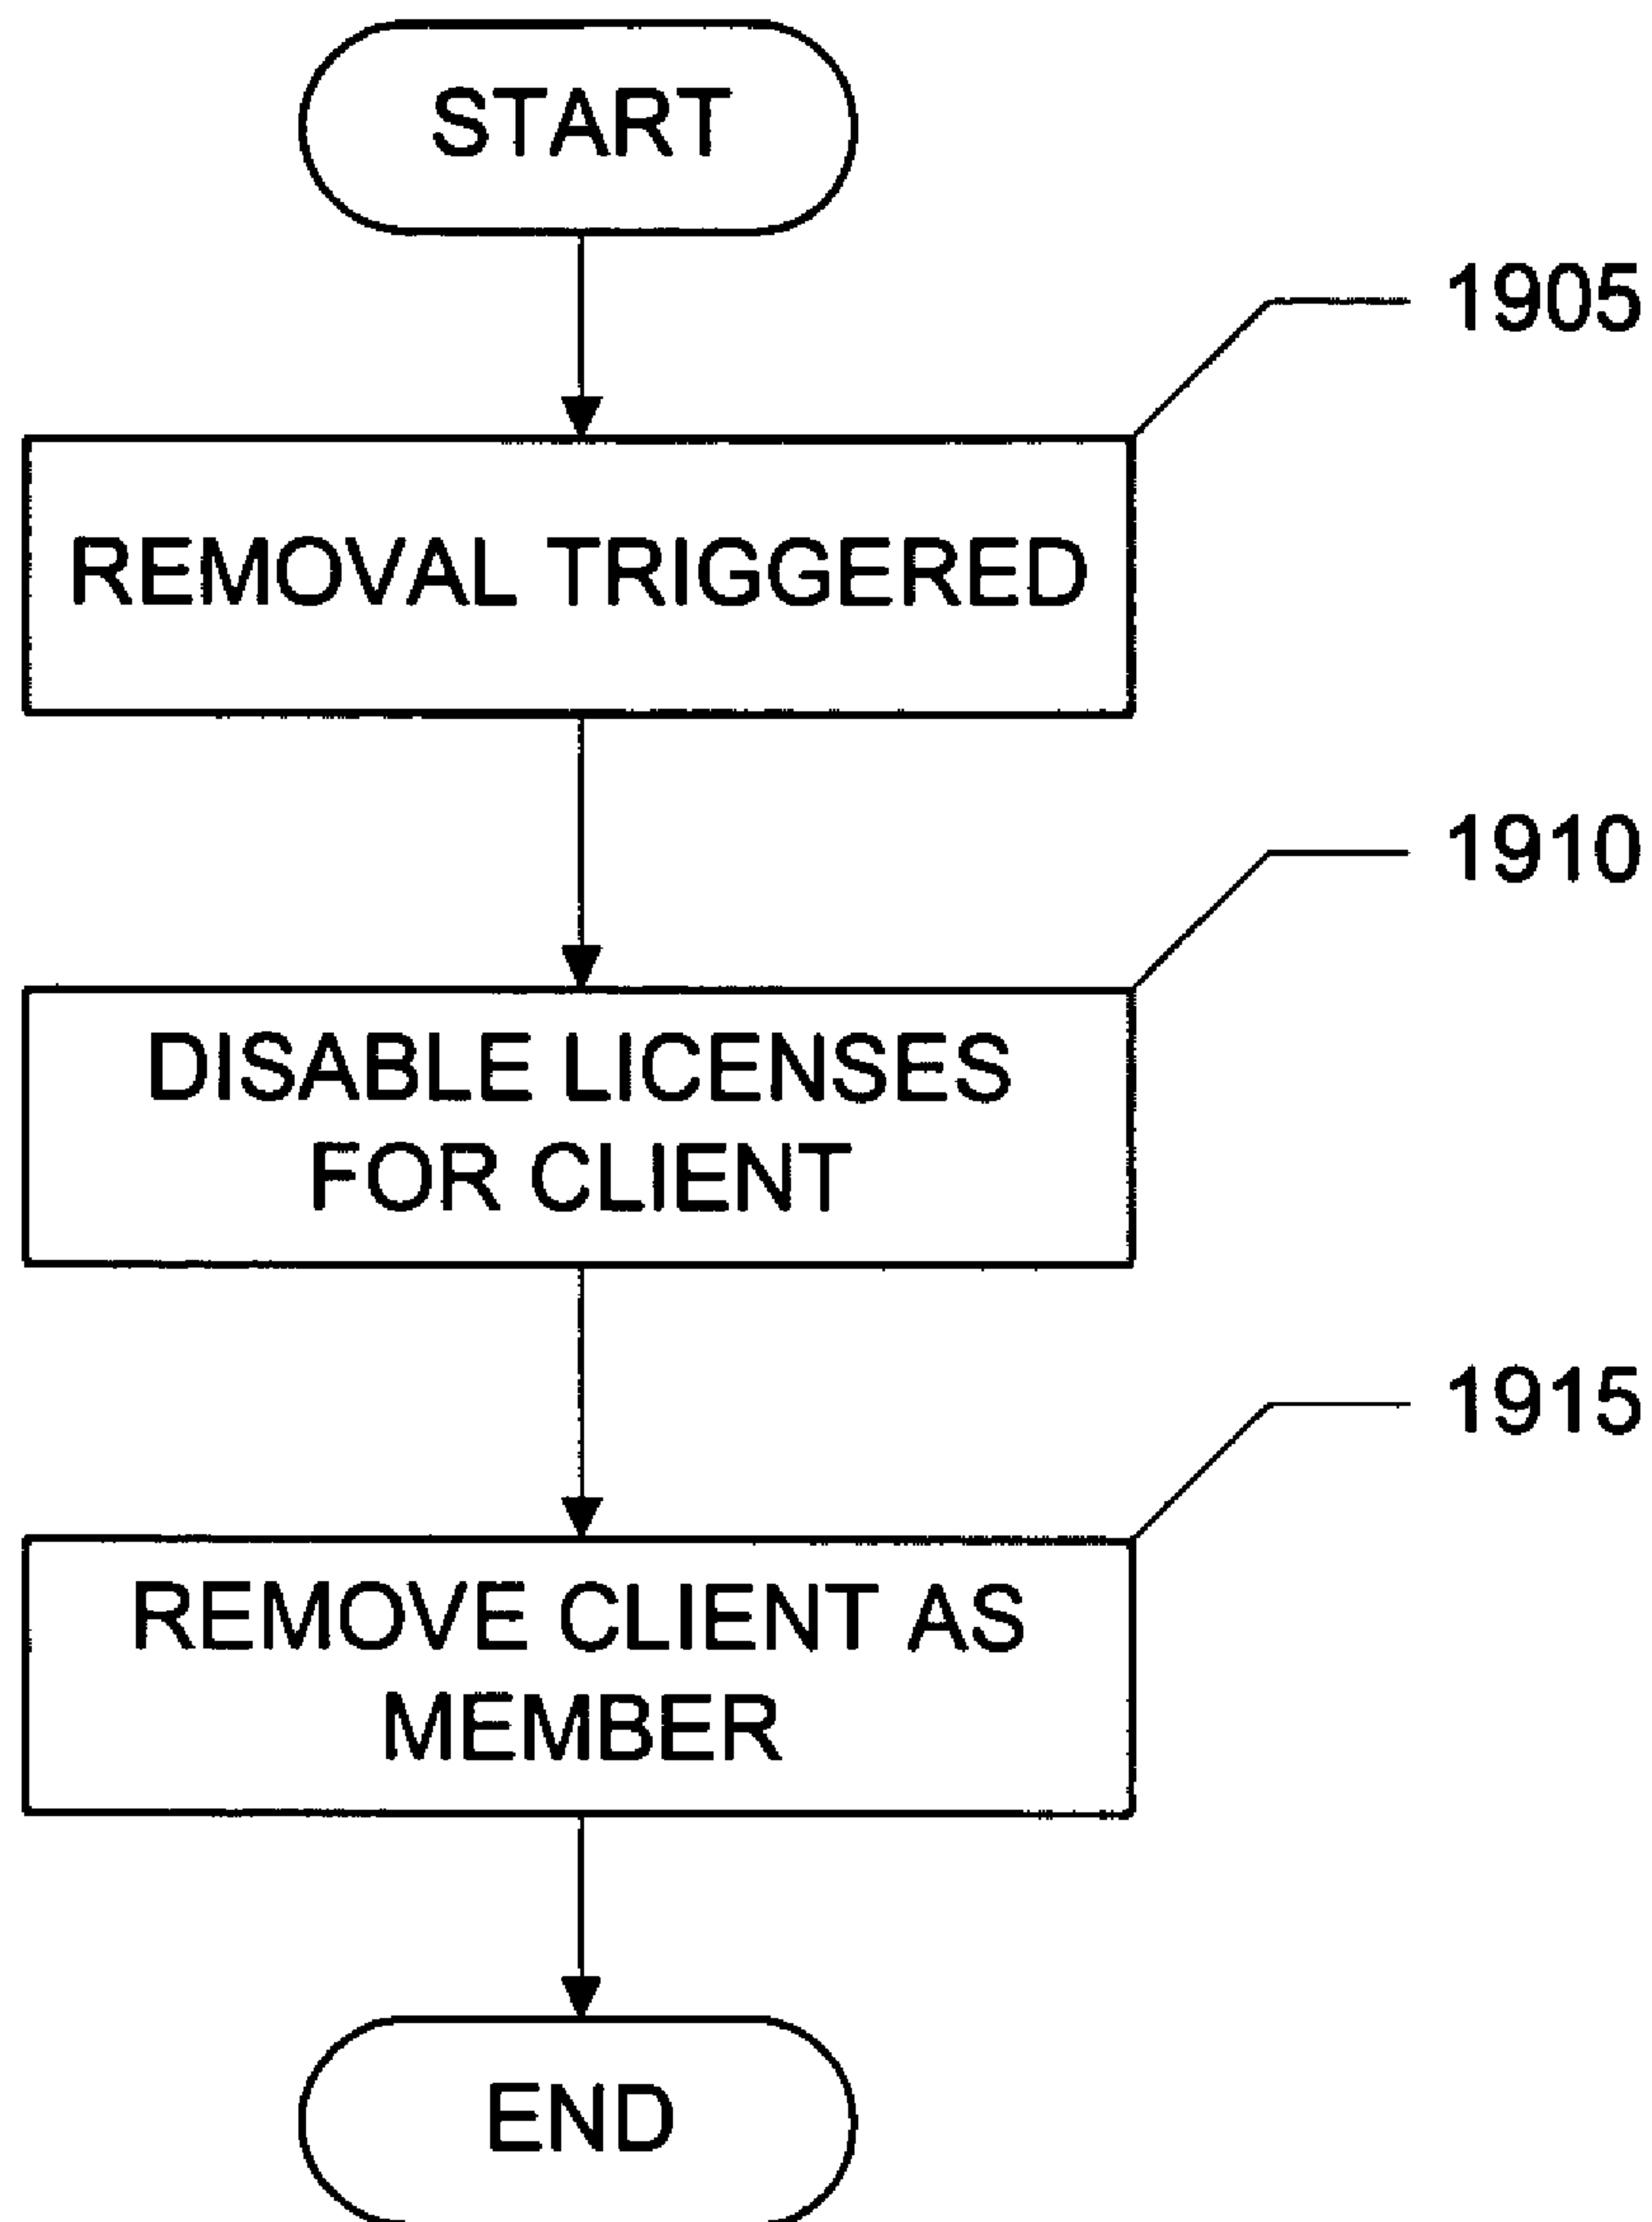 START
1905
REMOVAL TRIGGERED
1910
DISABLE LICENSES
FOR CLIENT
1915
REMOVE CLIENT AS
MEMBER
END